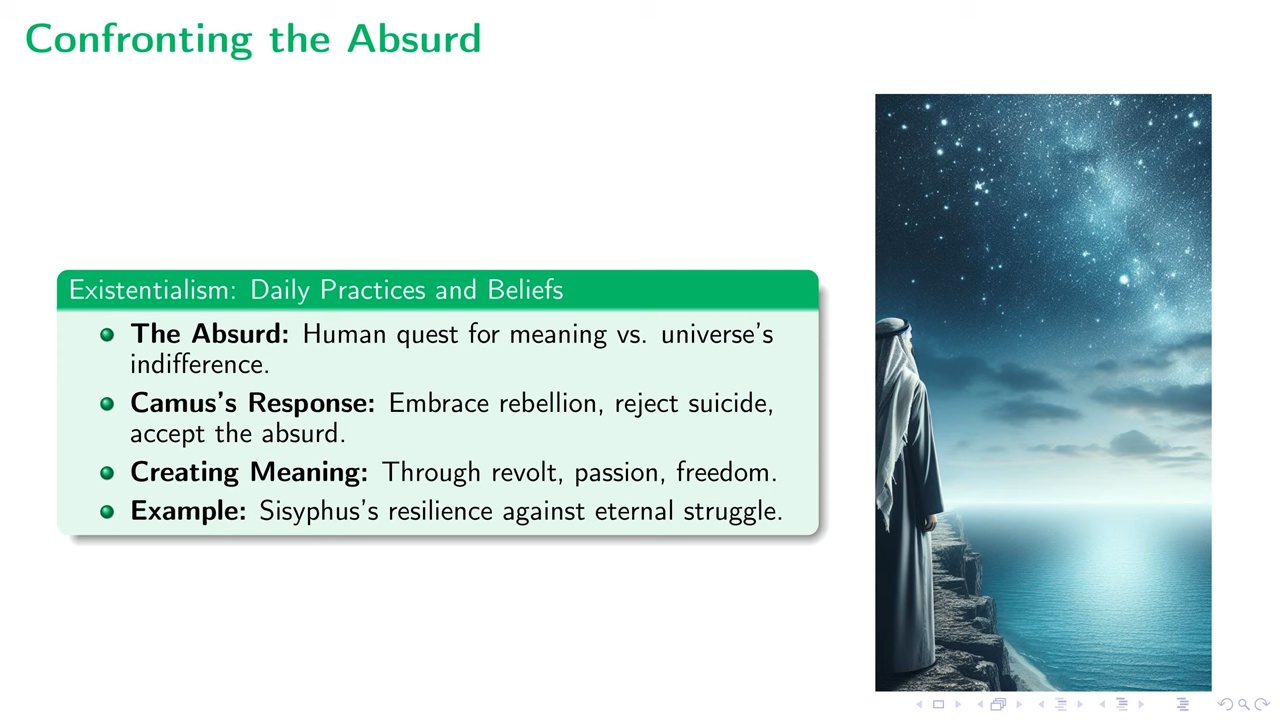 Confronting the Absurd
Existentialism: Daily Practices and Beliefs
The Absurd: Human quest for meaning vs. universe's
indifference.
Camus's Response: Embrace rebellion, reject suicide,
accept the absurd.
Creating Meaning: Through revolt, passion, freedom.
Example: Sisyphus's resilience against eternal struggle.